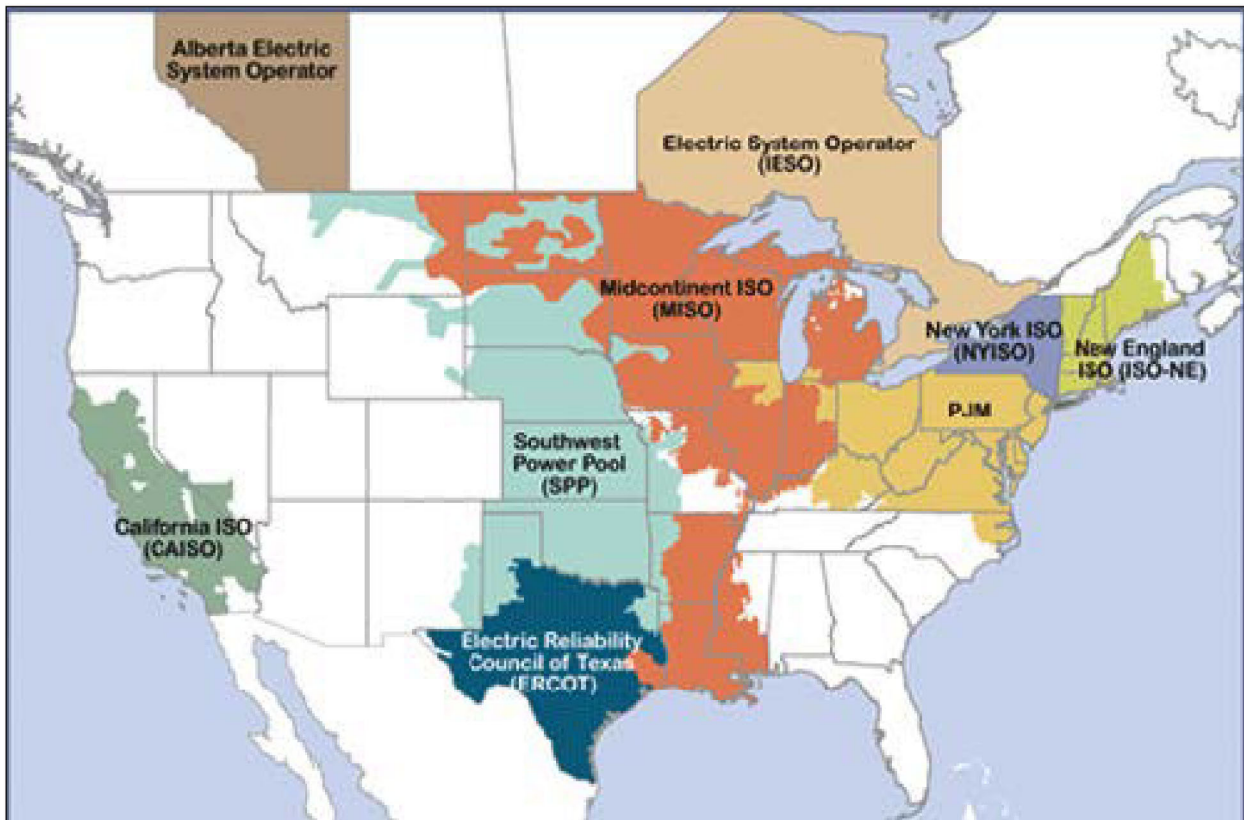 Alberta Electric
System Operator
Electric System Operator
(IESO)
Midcontinent ISO
(MISO)
New York ISO
(NYISO)
New England
ISO (ISO-NE)
PJM
Southwest
Power Pool
(SPP)
California ISO
(CAISO)
Electric Reliability
Council of Texas
(ERCOT)